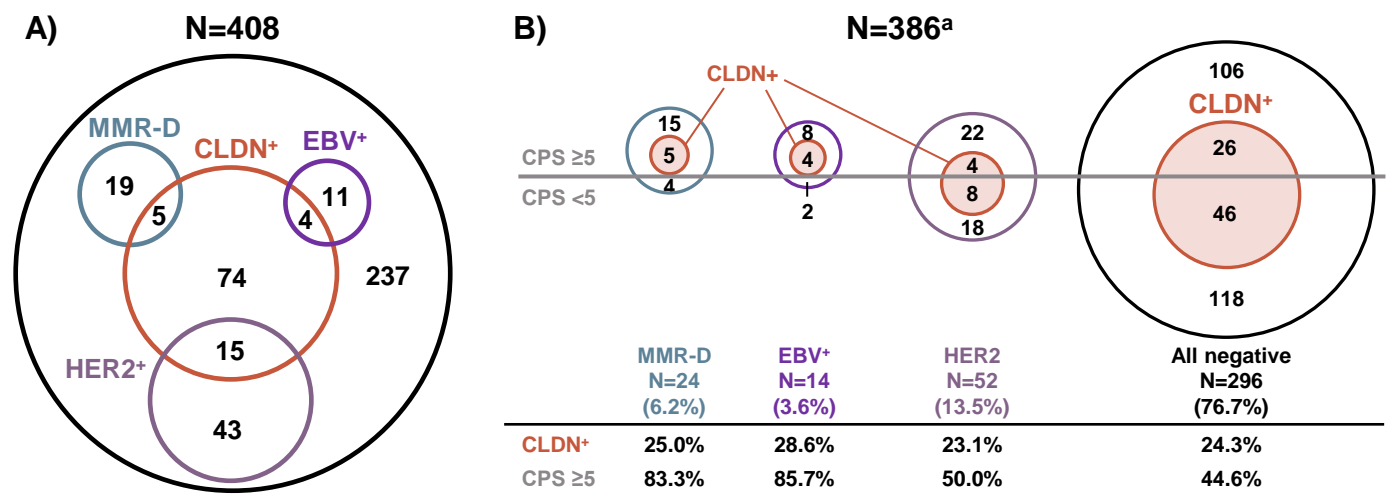 A)
N=408
MMR-D
CLDN⁺
EBV⁺
19
5
4
11
74
237
15
HER2⁺
43
B)
N=386ᵃ
CLDN+
106
CLDN⁺
15
8
22
CPS ≥5
5
4
4
26
CPS <5
4
2
8
46
18
118
MMR-D EBV⁺ HER2 All negative
N=24 N=14 N=52 N=296
(6.2%) (3.6%) (13.5%) (76.7%)
CLDN⁺ 25.0% 28.6% 23.1% 24.3%
CPS ≥5 83.3% 85.7% 50.0% 44.6%